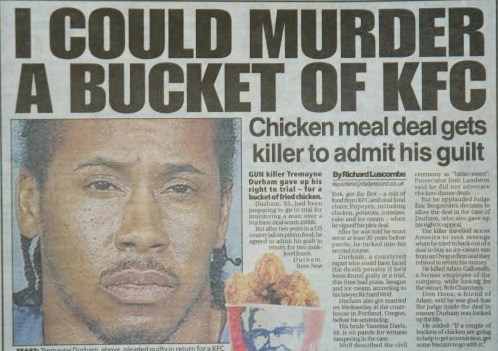 I COULD MURDER
A BUCKET OF KFC
Chicken meal deal gets
killer to admit his guilt
GUN killer Tremayne
Durham gave up his
right to trial – for a
bucket of fried chicken.
Durham, 33, had been
preparing to go to trial for
murdering a man over a
business deal worth £9000.
But after two years in a US
county jail on prison food, he
agreed to admit his guilt in
return for two junk-
food feasts.
Durham,
from New
By Richard Luscombe
reporters@dailyrecord.co.uk
York, got the first – a mix of
food from KFC and rival food
chain Popeyes, including
chicken, potatoes, coleslaw,
cake and ice cream – when
he signed his plea deal.
After he was told he must
serve at least 30 years before
parole, he tucked into his
second course.
Durham, a convicted
rapist who could have faced
the death penalty if he'd
been found guilty at a trial,
this time had pizza, lasagne
and ice cream, according to
his lawyer Richard Wolf.
Durham also got married
on Wednesday at the court-
house in Portland, Oregon,
before his sentencing.
His bride Vanessa Davis,
48, is on parole for witness
tampering in the case.
Wolf described the civil
ceremony as "bitter-sweet".
Prosecutor Josh Lamborn
said he did not advocate
chicken-dinner deals.
But he applauded Judge
Eric Bergstrom's decision to
allow the deal in the case of
Durham, who also gave up
his right to appeal.
The killer travelled across
America to seek revenge
when he tried to back out of a
deal to buy an ice cream van
from an Oregon firm and they
refused to return his money.
He killed Adam Calbreath,
a former employee of the
company, while looking for
the owner, Rob Chambers.
Don Houx, a friend of
Adam, said he was glad that
the judge made the deal to
ensure Durham was locked
up for life.
He added: "If a couple of
buckets of chicken are going
to help to get a conviction, get
some biscuits to go with it."
FEAST: Tremayne Durham, above, pleaded guilty in return for a KFC